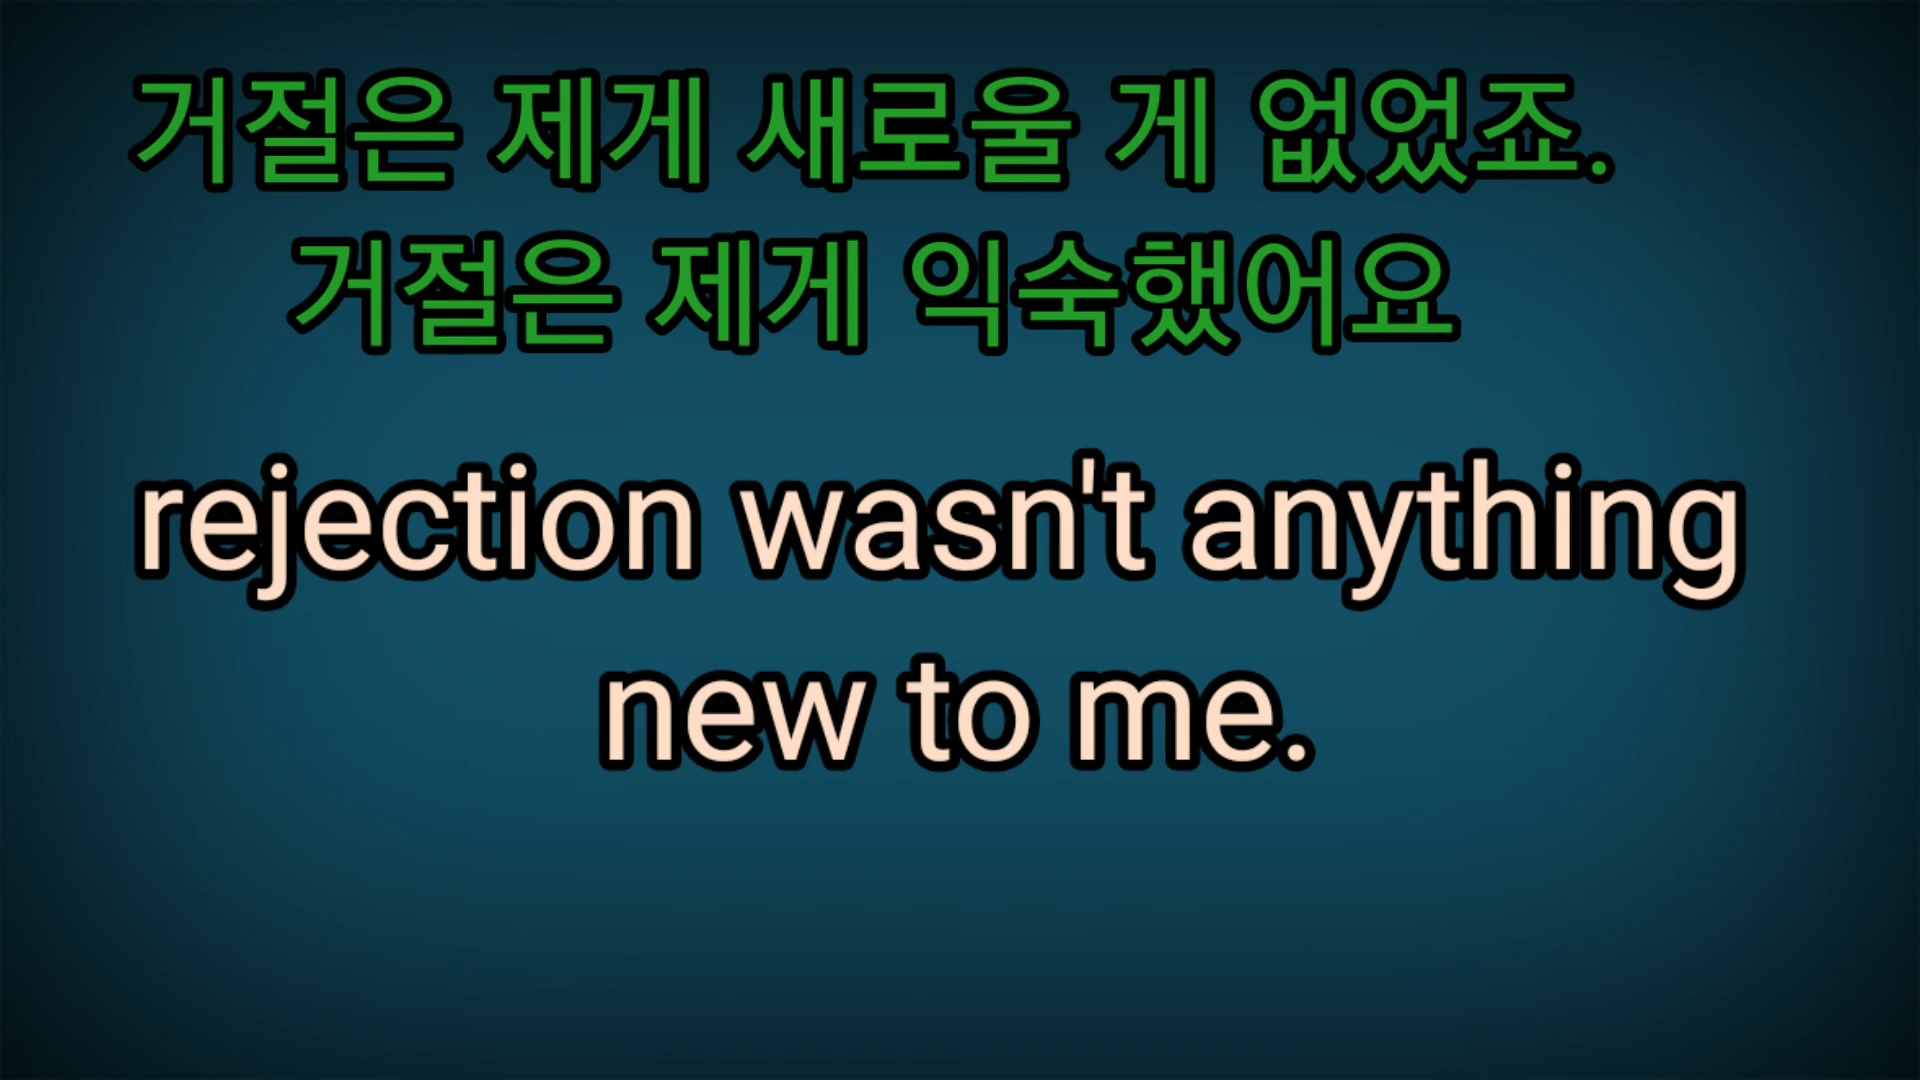 거절은 제게 새로울 게 없었죠.
거절은 제게 익숙했어요
rejection wasn't anything
new to me.